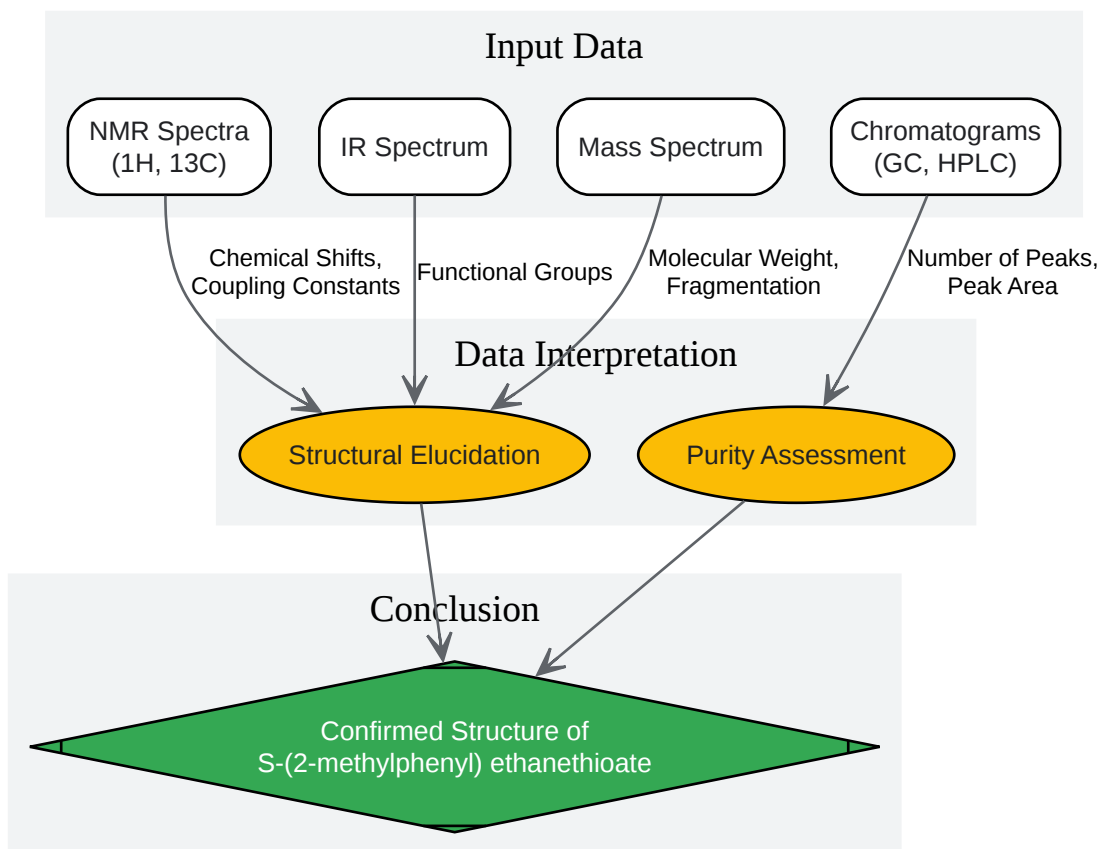 Input Data
NMR Spectra
(1H, 13C)
IR Spectrum
Mass Spectrum
Chromatograms
(GC, HPLC)
Chemical Shifts,
Coupling Constants
Functional Groups
Molecular Weight,
Fragmentation
Number of Peaks,
Peak Area
Data Interpretation
Structural Elucidation
Purity Assessment
Conclusion
Confirmed Structure of
S-(2-methylphenyl) ethanethioate